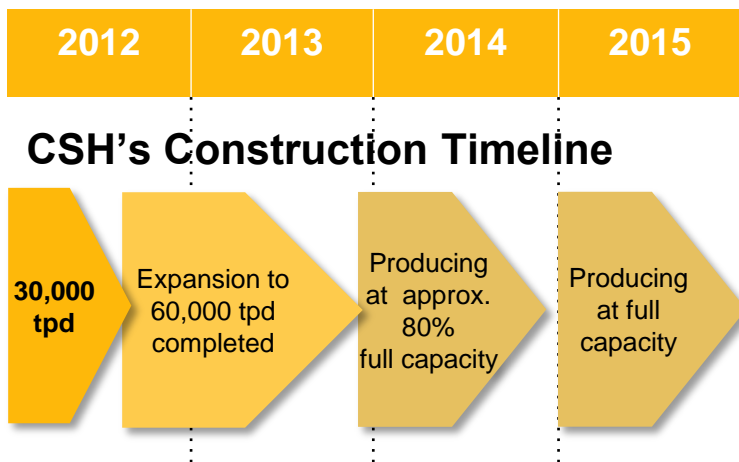 2012 2013 2014 2015
CSH's Construction Timeline
30,000
tpd
Expansion to
60,000 tpd
completed
Producing
at approx.
80%
full capacity
Producing
at full
capacity